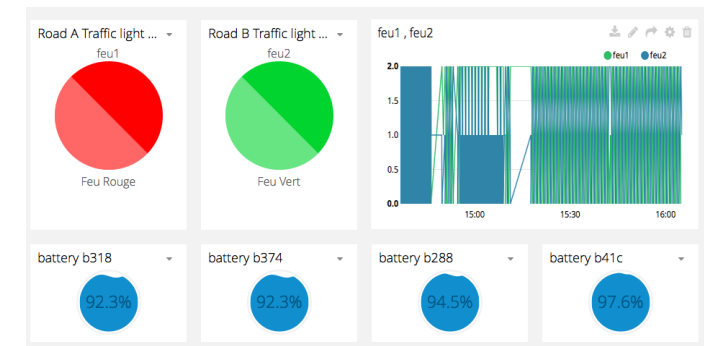 Road A Traffic light ...
feu1
Feu Rouge
Road B Traffic light ...
feu2
Feu Vert
feu1 , feu2
feu1 feu2
2.0
1.5
1.0
0.5
0.0
15:00 15:30 16:00
battery b318
92.3%
battery b374
92.3%
battery b288
94.5%
battery b41c
97.6%